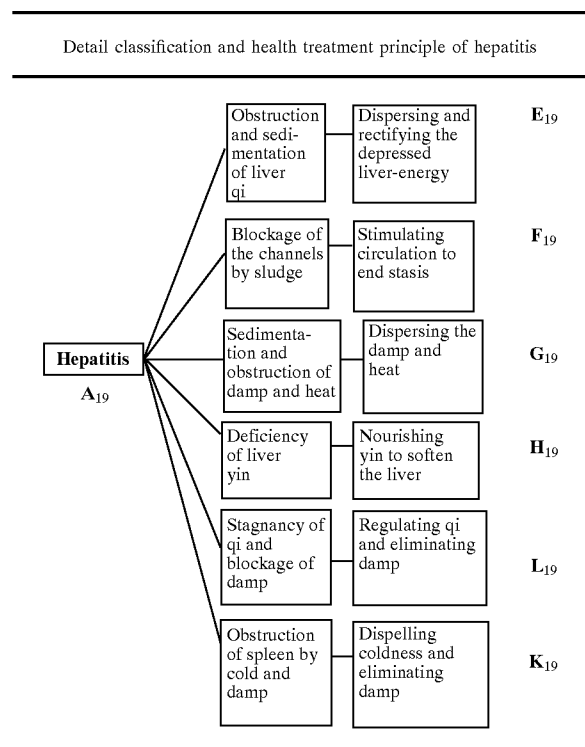 Detail classification and health treatment principle of hepatitis
Obstruction
and sedi-
mentation
of liver
qi
Dispersing and
rectifying the
depressed
liver-energy
E19
Blockage of
the channels
by sludge
Stimulating
circulation to
end stasis
F19
Hepatitis
A19
Sedimenta-
tion and
obstruction of
damp and heat
Dispersing the
damp and
heat
G19
Deficiency
of liver
yin
Nourishing
yin to soften
the liver
H19
Stagnancy of
qi and
blockage of
damp
Regulating qi
and eliminating
damp
L19
Obstruction
of spleen by
cold and
damp
Dispelling
coldness and
eliminating
damp
K19